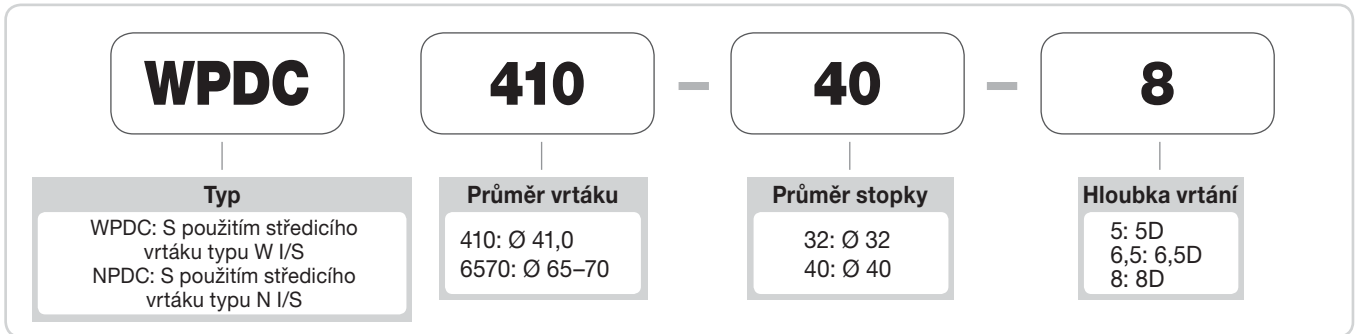 WPDC 410 – 40 – 8
Typ
WPDC: S použitím středicího
vrtáku typu W I/S
NPDC: S použitím středicího
vrtáku typu N I/S
Průměr vrtáku
410: Ø 41,0
6570: Ø 65–70
Průměr stopky
32: Ø 32
40: Ø 40
Hloubka vrtání
5: 5D
6,5: 6,5D
8: 8D